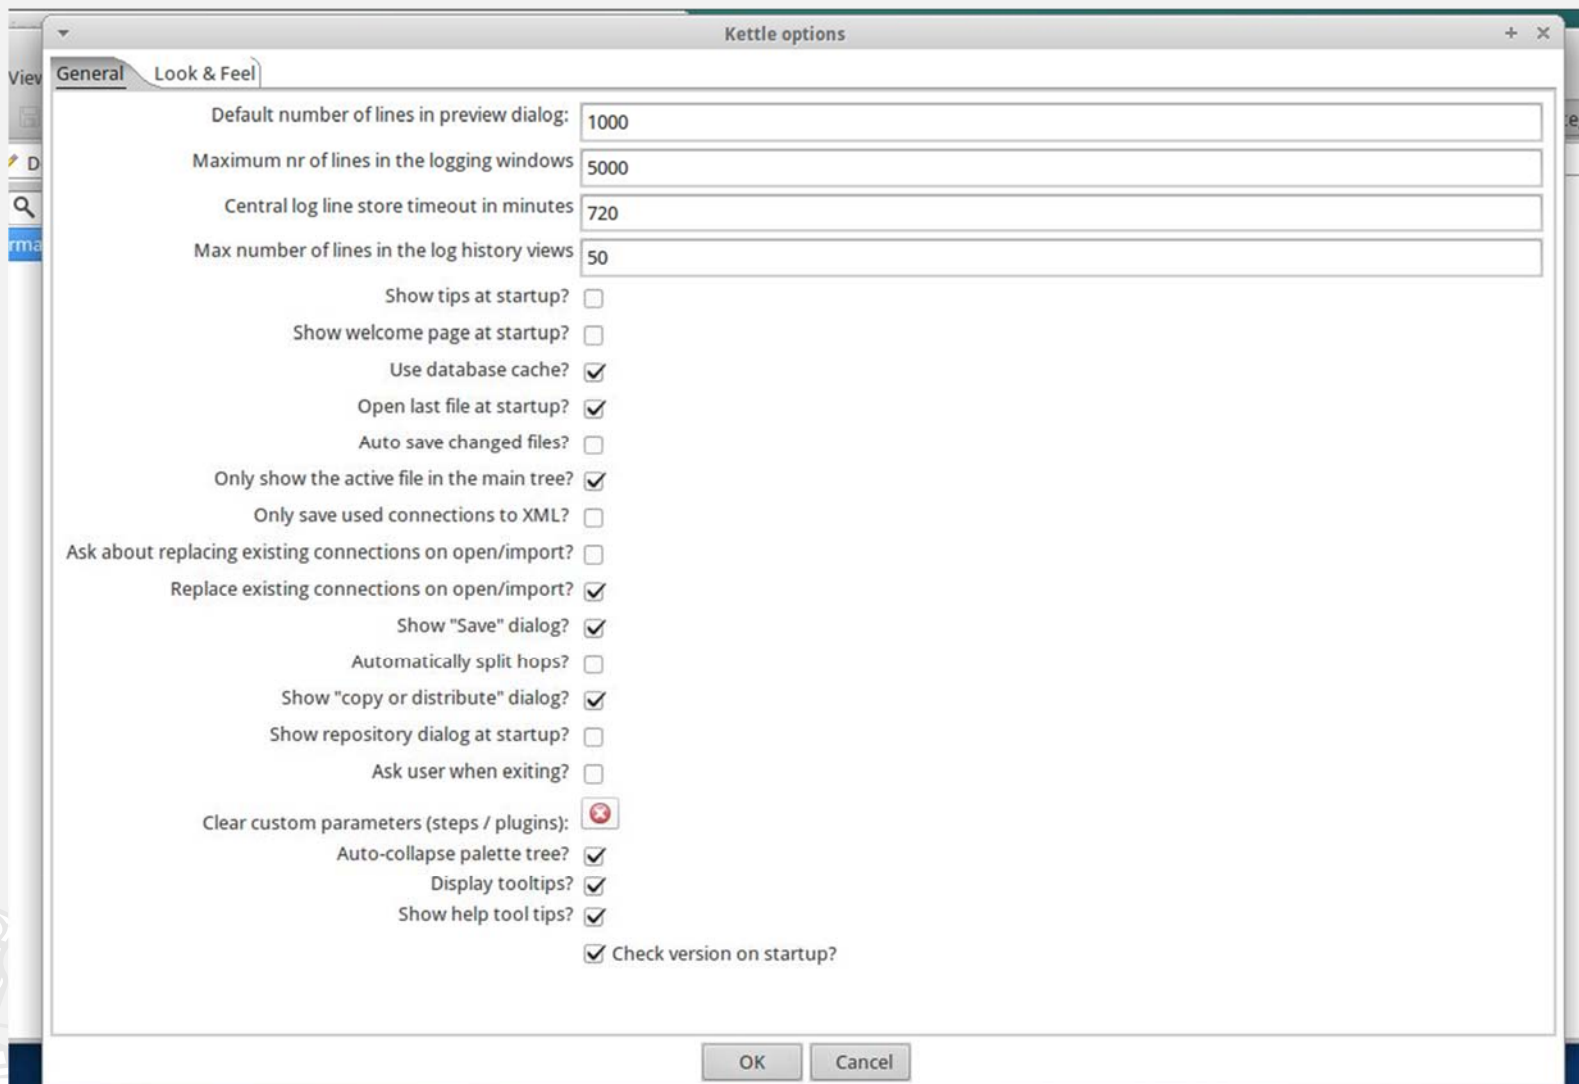 Kettle options
View
General
Look & Feel
Default number of lines in preview dialog: 1000
Maximum nr of lines in the logging windows 5000
Central log line store timeout in minutes 720
Max number of lines in the log history views 50
Show tips at startup?
Show welcome page at startup?
Use database cache?
Open last file at startup?
Auto save changed files?
Only show the active file in the main tree?
Only save used connections to XML?
Ask about replacing existing connections on open/import?
Replace existing connections on open/import?
Show "Save" dialog?
Automatically split hops?
Show "copy or distribute" dialog?
Show repository dialog at startup?
Ask user when exiting?
Clear custom parameters (steps / plugins):
Auto-collapse palette tree?
Display tooltips?
Show help tool tips?
Check version on startup?
OK
Cancel